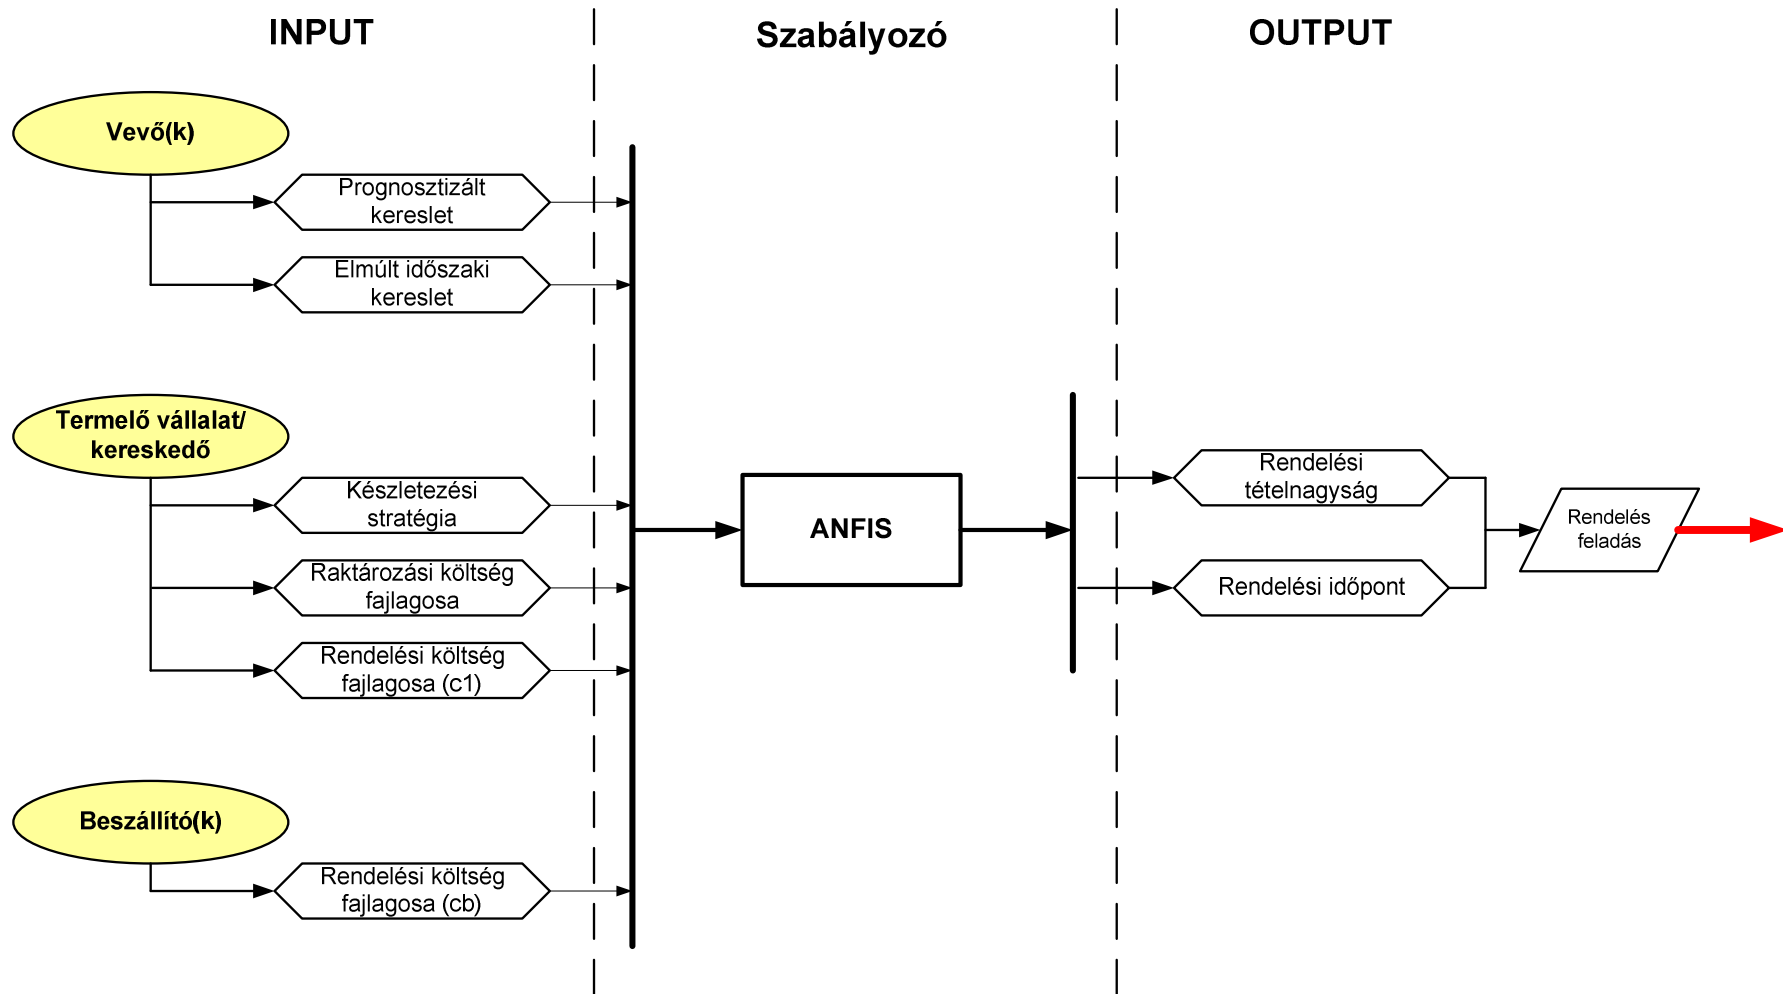 INPUT
Szabályozó
OUTPUT
Vevő(k)
Prognosztizált
kereslet
Elmúlt időszaki
kereslet
Termelő vállalat/
kereskedő
Készletezési
stratégia
Raktározási költség
fajlagosa
Rendelési költség
fajlagosa (c1)
Beszállító(k)
Rendelési költség
fajlagosa (cb)
ANFIS
Rendelési
tételnagyság
Rendelési időpont
Rendelés
feladás